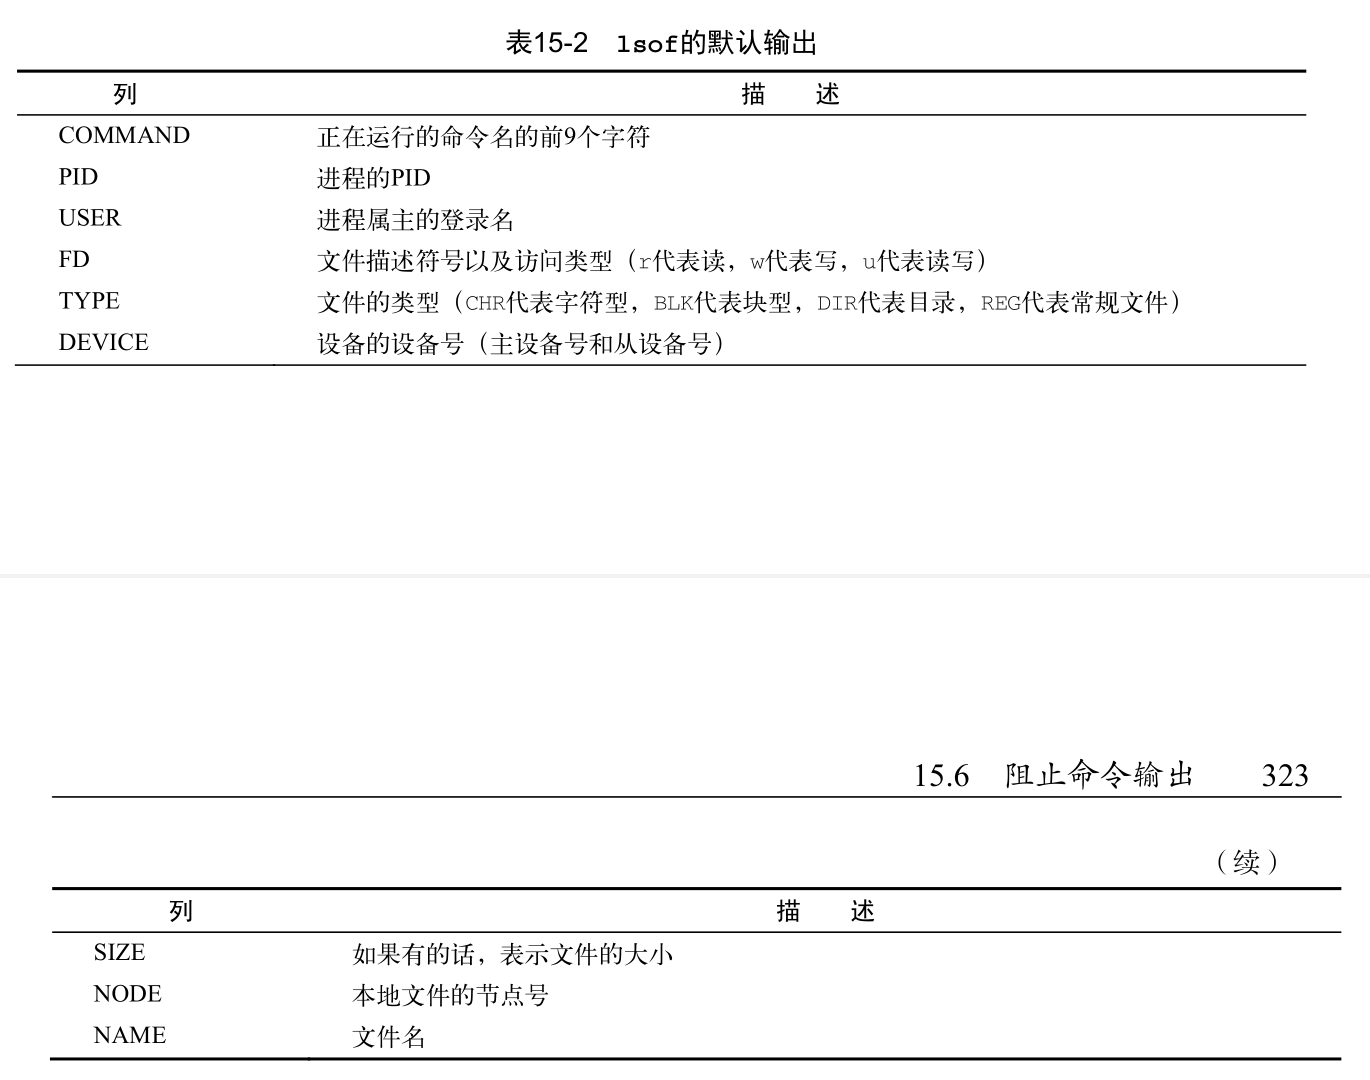 表15-2 lsof的默认输出
列 描 述
COMMAND 正在运行的命令名的前9个字符
PID 进程的PID
USER 进程属主的登录名
FD 文件描述符号以及访问类型（r代表读，w代表写，u代表读写）
TYPE 文件的类型（CHR代表字符型，BLK代表块型，DIR代表目录，REG代表常规文件）
DEVICE 设备的设备号（主设备号和从设备号）
15.6 阻止命令输出 323
（续）
列 描 述
SIZE 如果有的话，表示文件的大小
NODE 本地文件的节点号
NAME 文件名